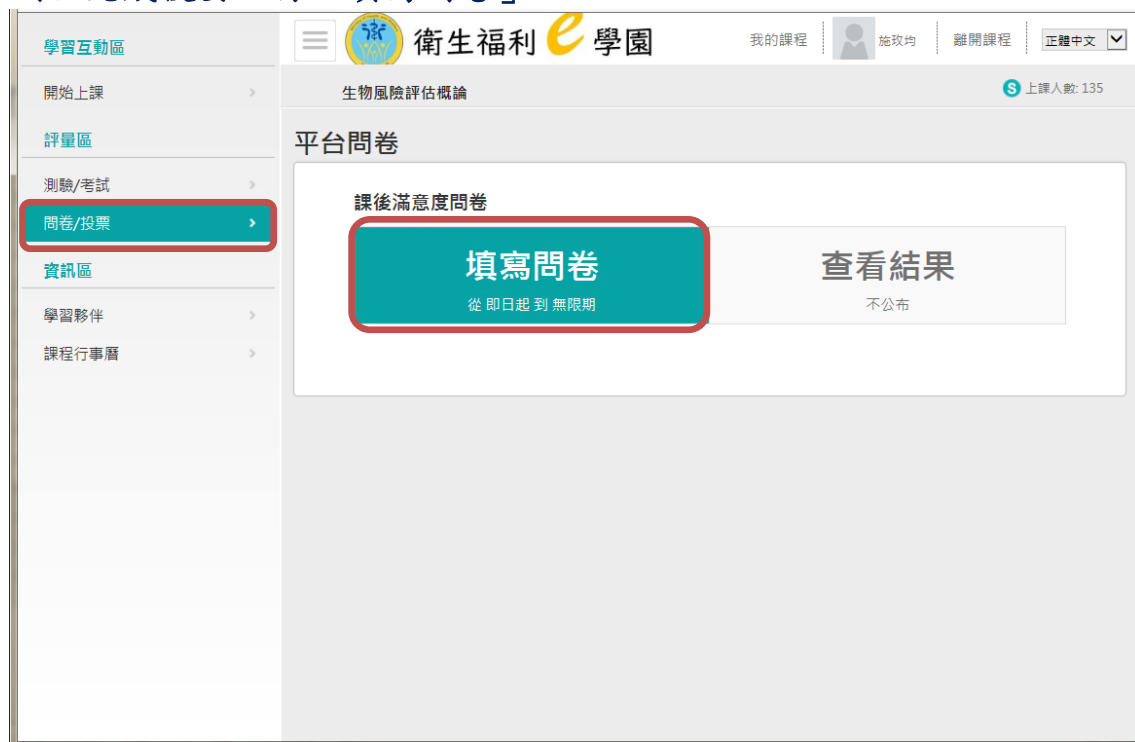 學習互動區
開始上課
評量區
測驗/考試
問卷/投票
資訊區
學習夥伴
課程行事曆
衛生福利e學園
我的課程
施玫均
離開課程
正體中文
生物風險評估概論
S 上課人數: 135
平台問卷
課後滿意度問卷
填寫問卷
從 即日起 到 無限期
查看結果
不公布